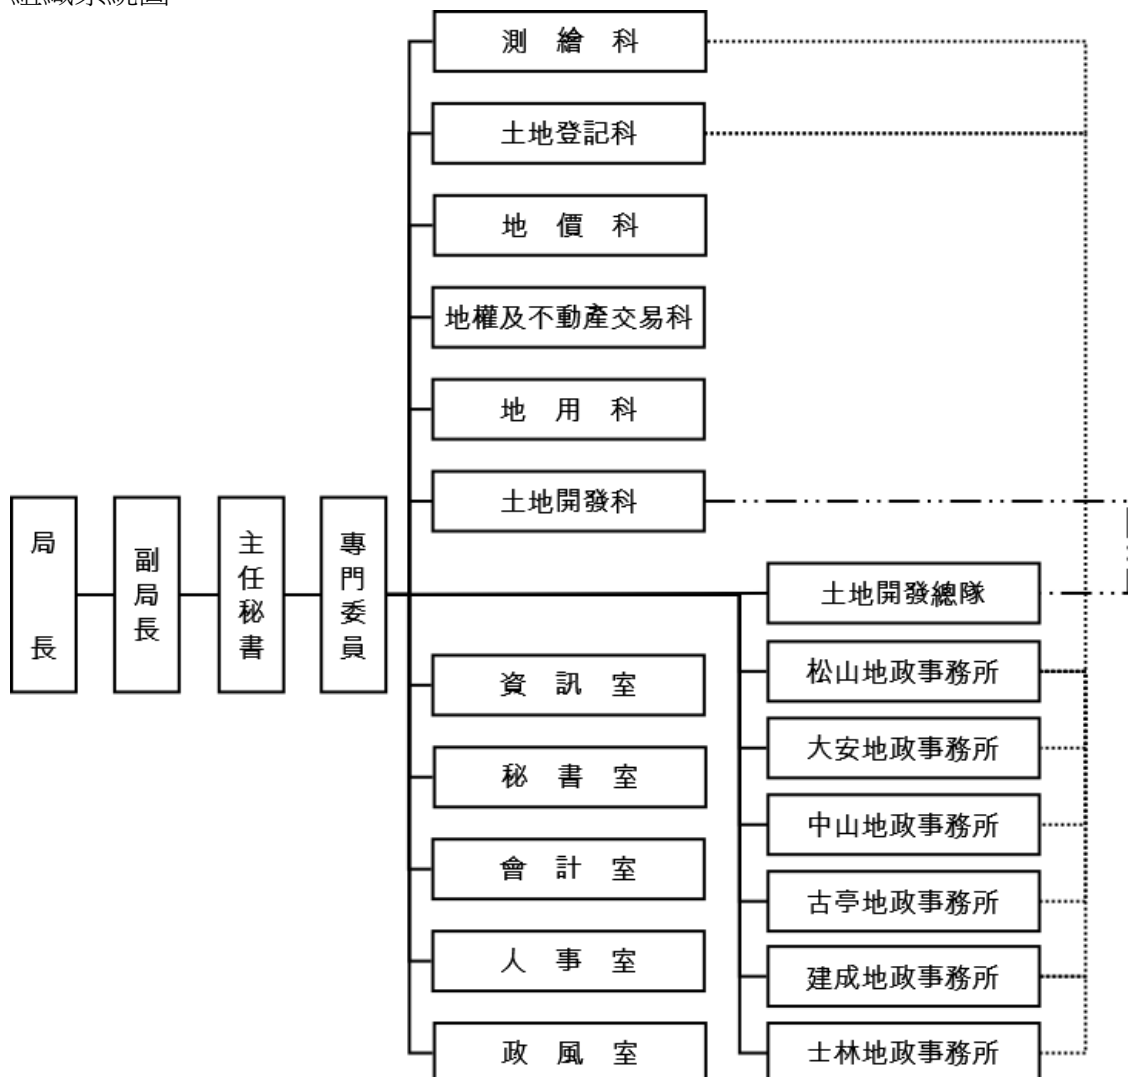 組織系統圖
測繪科
土地登記科
地價科
地權及不動產交易科
地用科
土地開發科
局長
副局長
主任秘書
專門委員
土地開發總隊
松山地政事務所
大安地政事務所
中山地政事務所
古亭地政事務所
建成地政事務所
士林地政事務所
資訊室
秘書室
會計室
人事室
政風室